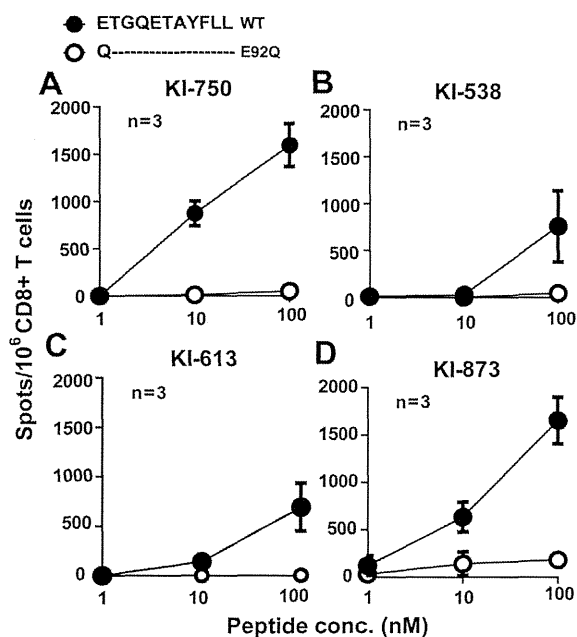 ETGQETAYFLL WT
Q---------------- E92Q
A
KI-750
B
KI-538
2000
1500
1000
500
0
n=3
1
10
100
2000
1500
1000
500
0
n=3
1
10
100
C
KI-613
D
KI-873
2000
1500
1000
500
0
n=3
1
10
100
2000
1500
1000
500
0
n=3
1
10
100
Spots/10⁶CD8+ T cells
Peptide conc. (nM)